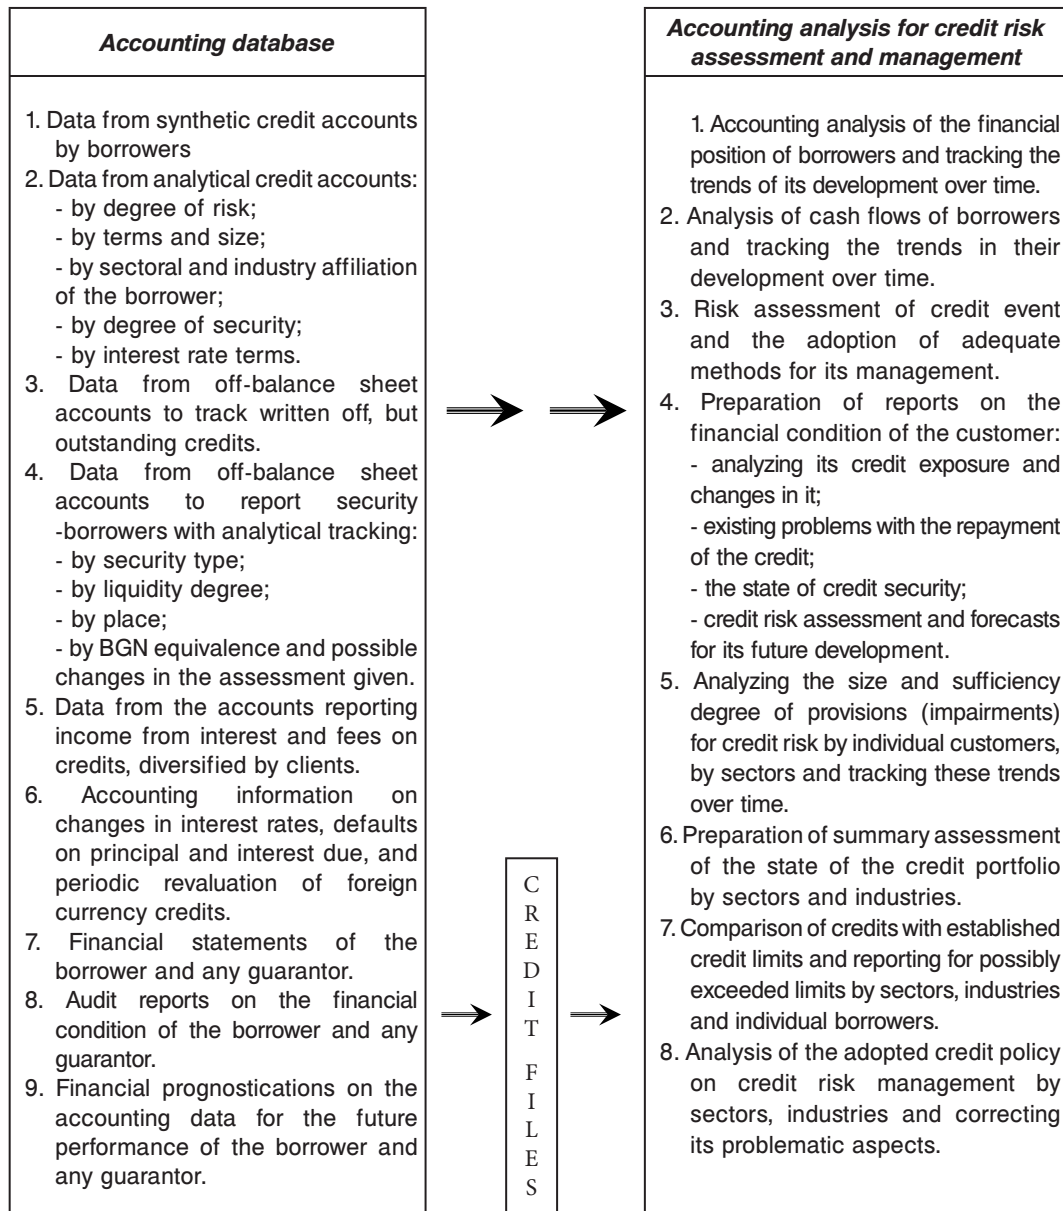 Accounting database
1. Data from synthetic credit accounts
by borrowers
2. Data from analytical credit accounts:
- by degree of risk;
- by terms and size;
- by sectoral and industry affiliation
of the borrower;
- by degree of security;
- by interest rate terms.
3. Data from off-balance sheet
accounts to track written off, but
outstanding credits.
4. Data from off-balance sheet
accounts to report security
-borrowers with analytical tracking:
- by security type;
- by liquidity degree;
- by place;
- by BGN equivalence and possible
changes in the assessment given.
5. Data from the accounts reporting
income from interest and fees on
credits, diversified by clients.
6. Accounting information on
changes in interest rates, defaults
on principal and interest due, and
periodic revaluation of foreign
currency credits.
7. Financial statements of the
borrower and any guarantor.
8. Audit reports on the financial
condition of the borrower and any
guarantor.
9. Financial prognostications on the
accounting data for the future
performance of the borrower and
any guarantor.
CREDIT FILES
Accounting analysis for credit risk
assessment and management
1. Accounting analysis of the financial
position of borrowers and tracking the
trends of its development over time.
2. Analysis of cash flows of borrowers
and tracking the trends in their
development over time.
3. Risk assessment of credit event
and the adoption of adequate
methods for its management.
4. Preparation of reports on the
financial condition of the customer:
- analyzing its credit exposure and
changes in it;
- existing problems with the repayment
of the credit;
- the state of credit security;
- credit risk assessment and forecasts
for its future development.
5. Analyzing the size and sufficiency
degree of provisions (impairments)
for credit risk by individual customers,
by sectors and tracking these trends
over time.
6. Preparation of summary assessment
of the state of the credit portfolio
by sectors and industries.
7. Comparison of credits with established
credit limits and reporting for possibly
exceeded limits by sectors, industries
and individual borrowers.
8. Analysis of the adopted credit policy
on credit risk management by
sectors, industries and correcting
its problematic aspects.